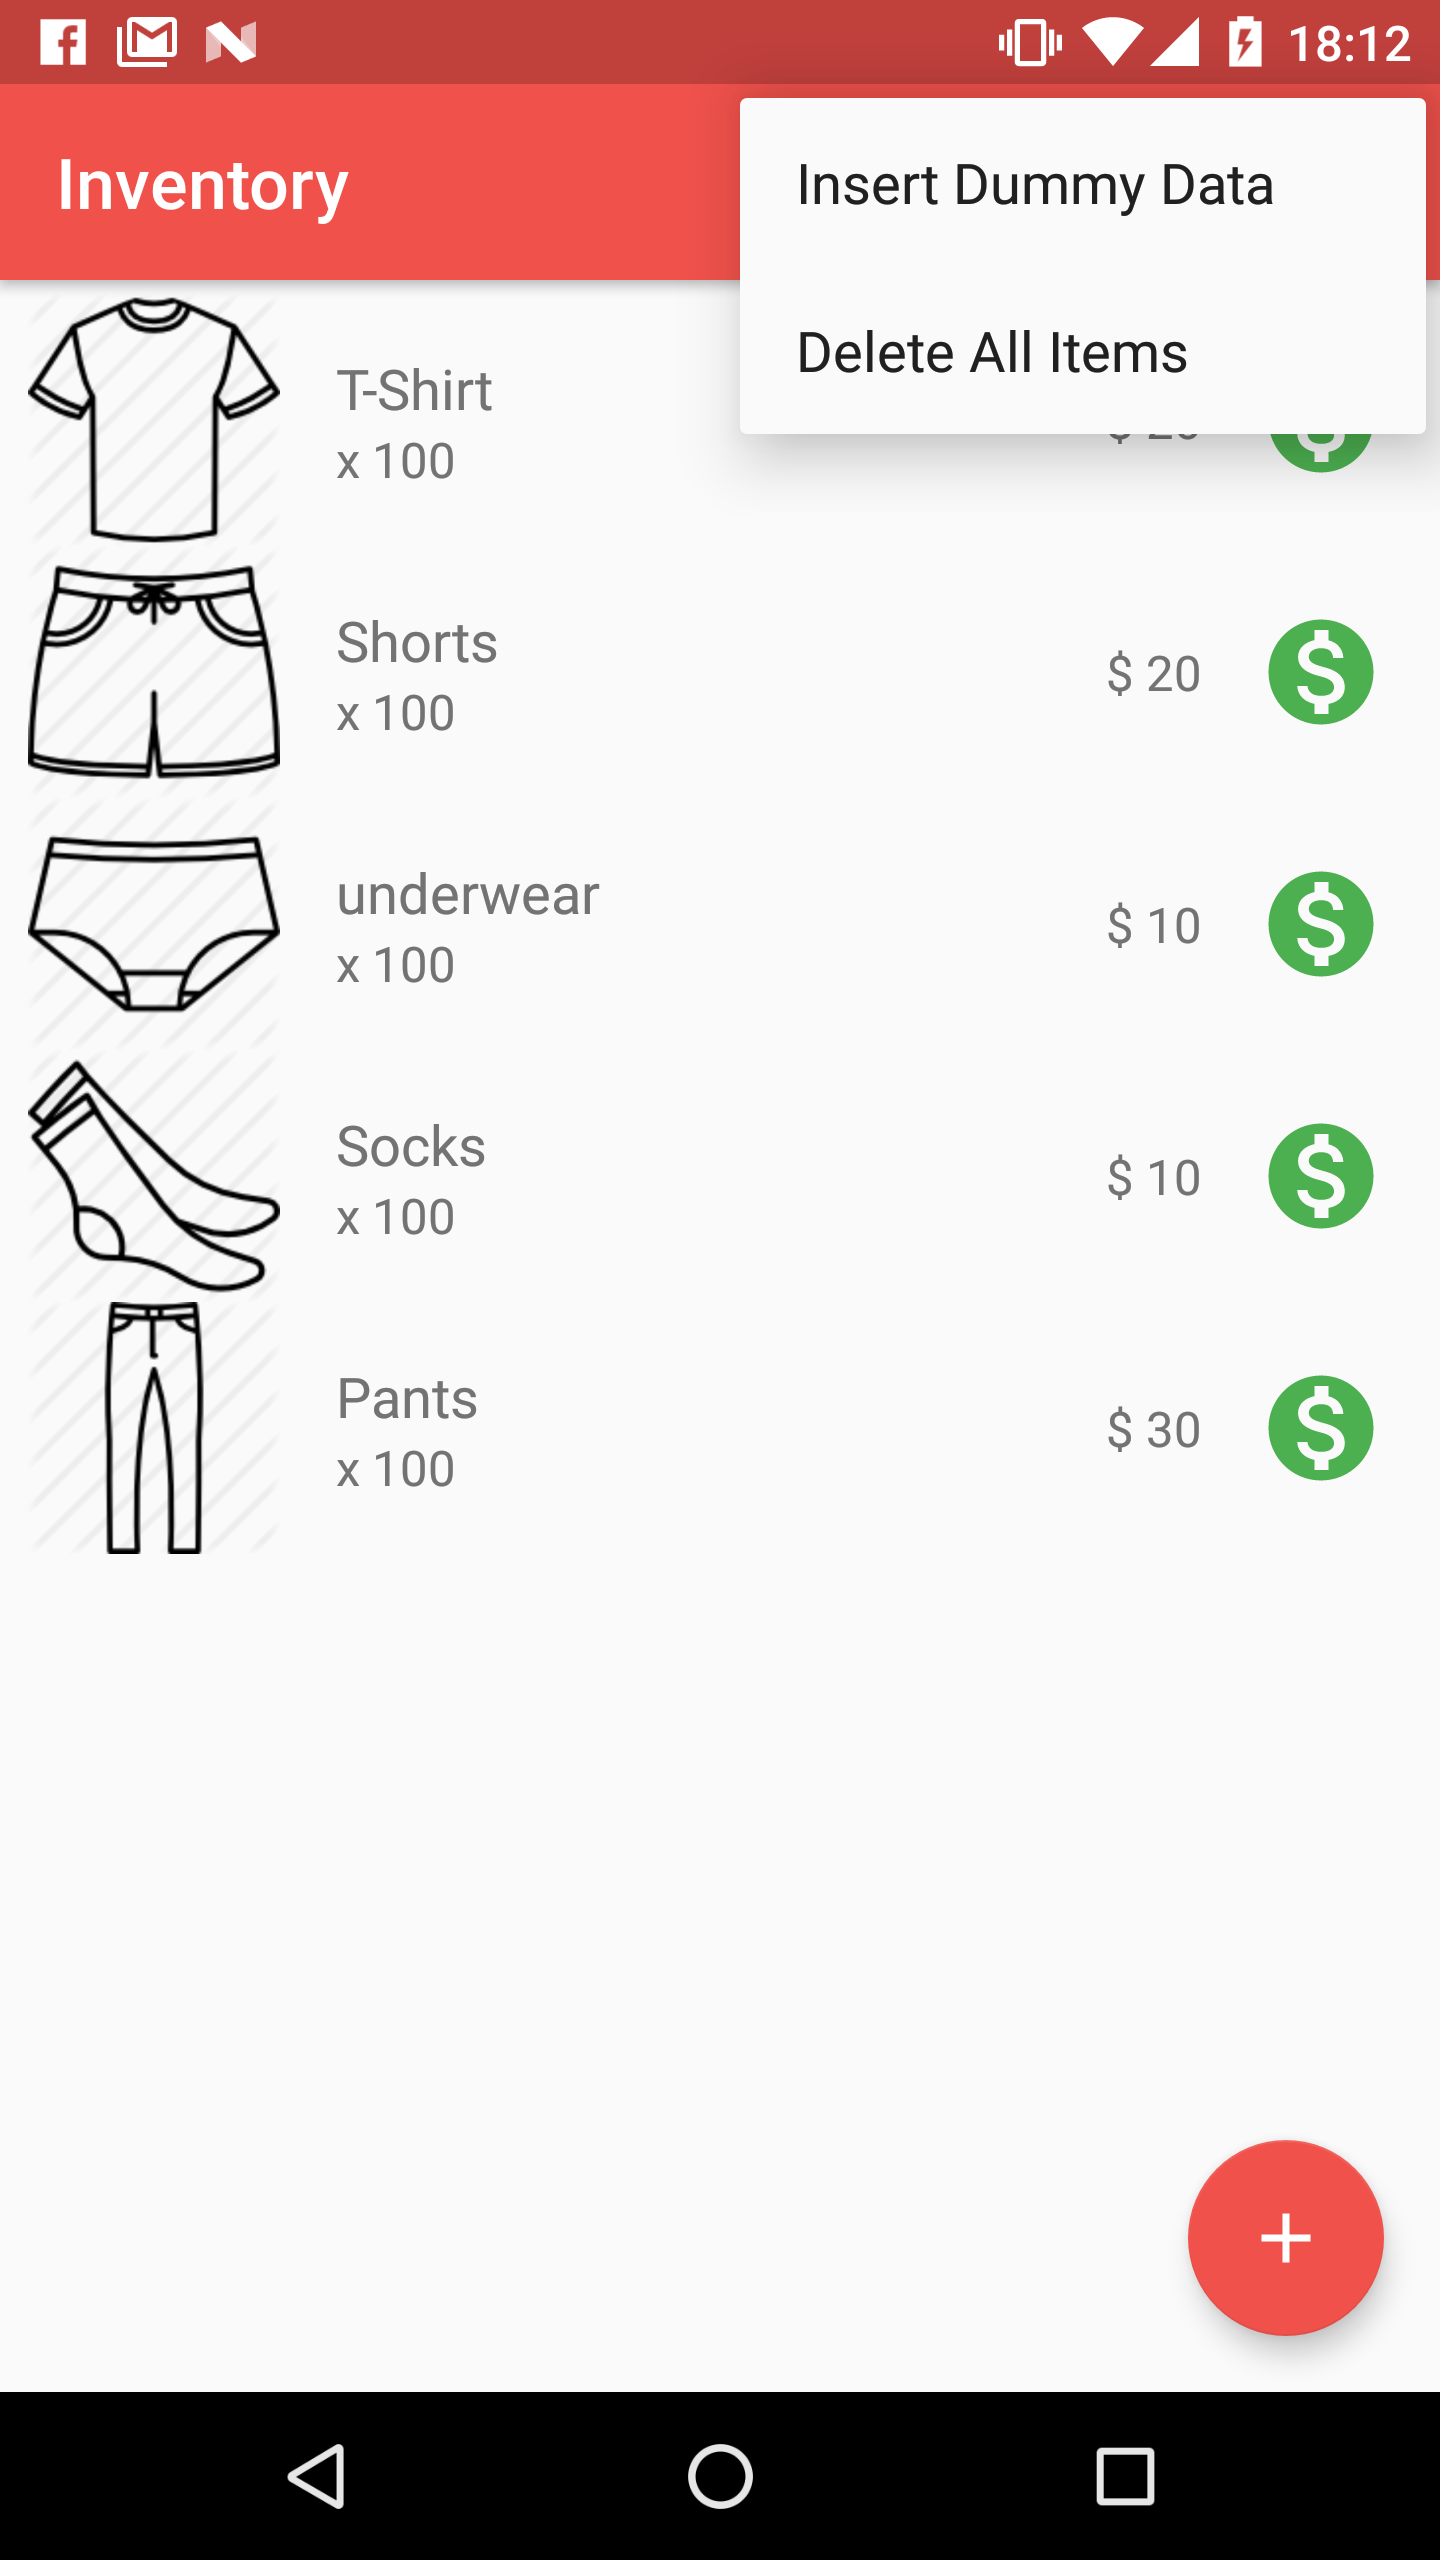 18:12
Inventory
Insert Dummy Data
Delete All Items
T-Shirt
x 100
Shorts
x 100
$ 20
underwear
x 100
$ 10
Socks
x 100
$ 10
Pants
x 100
$ 30